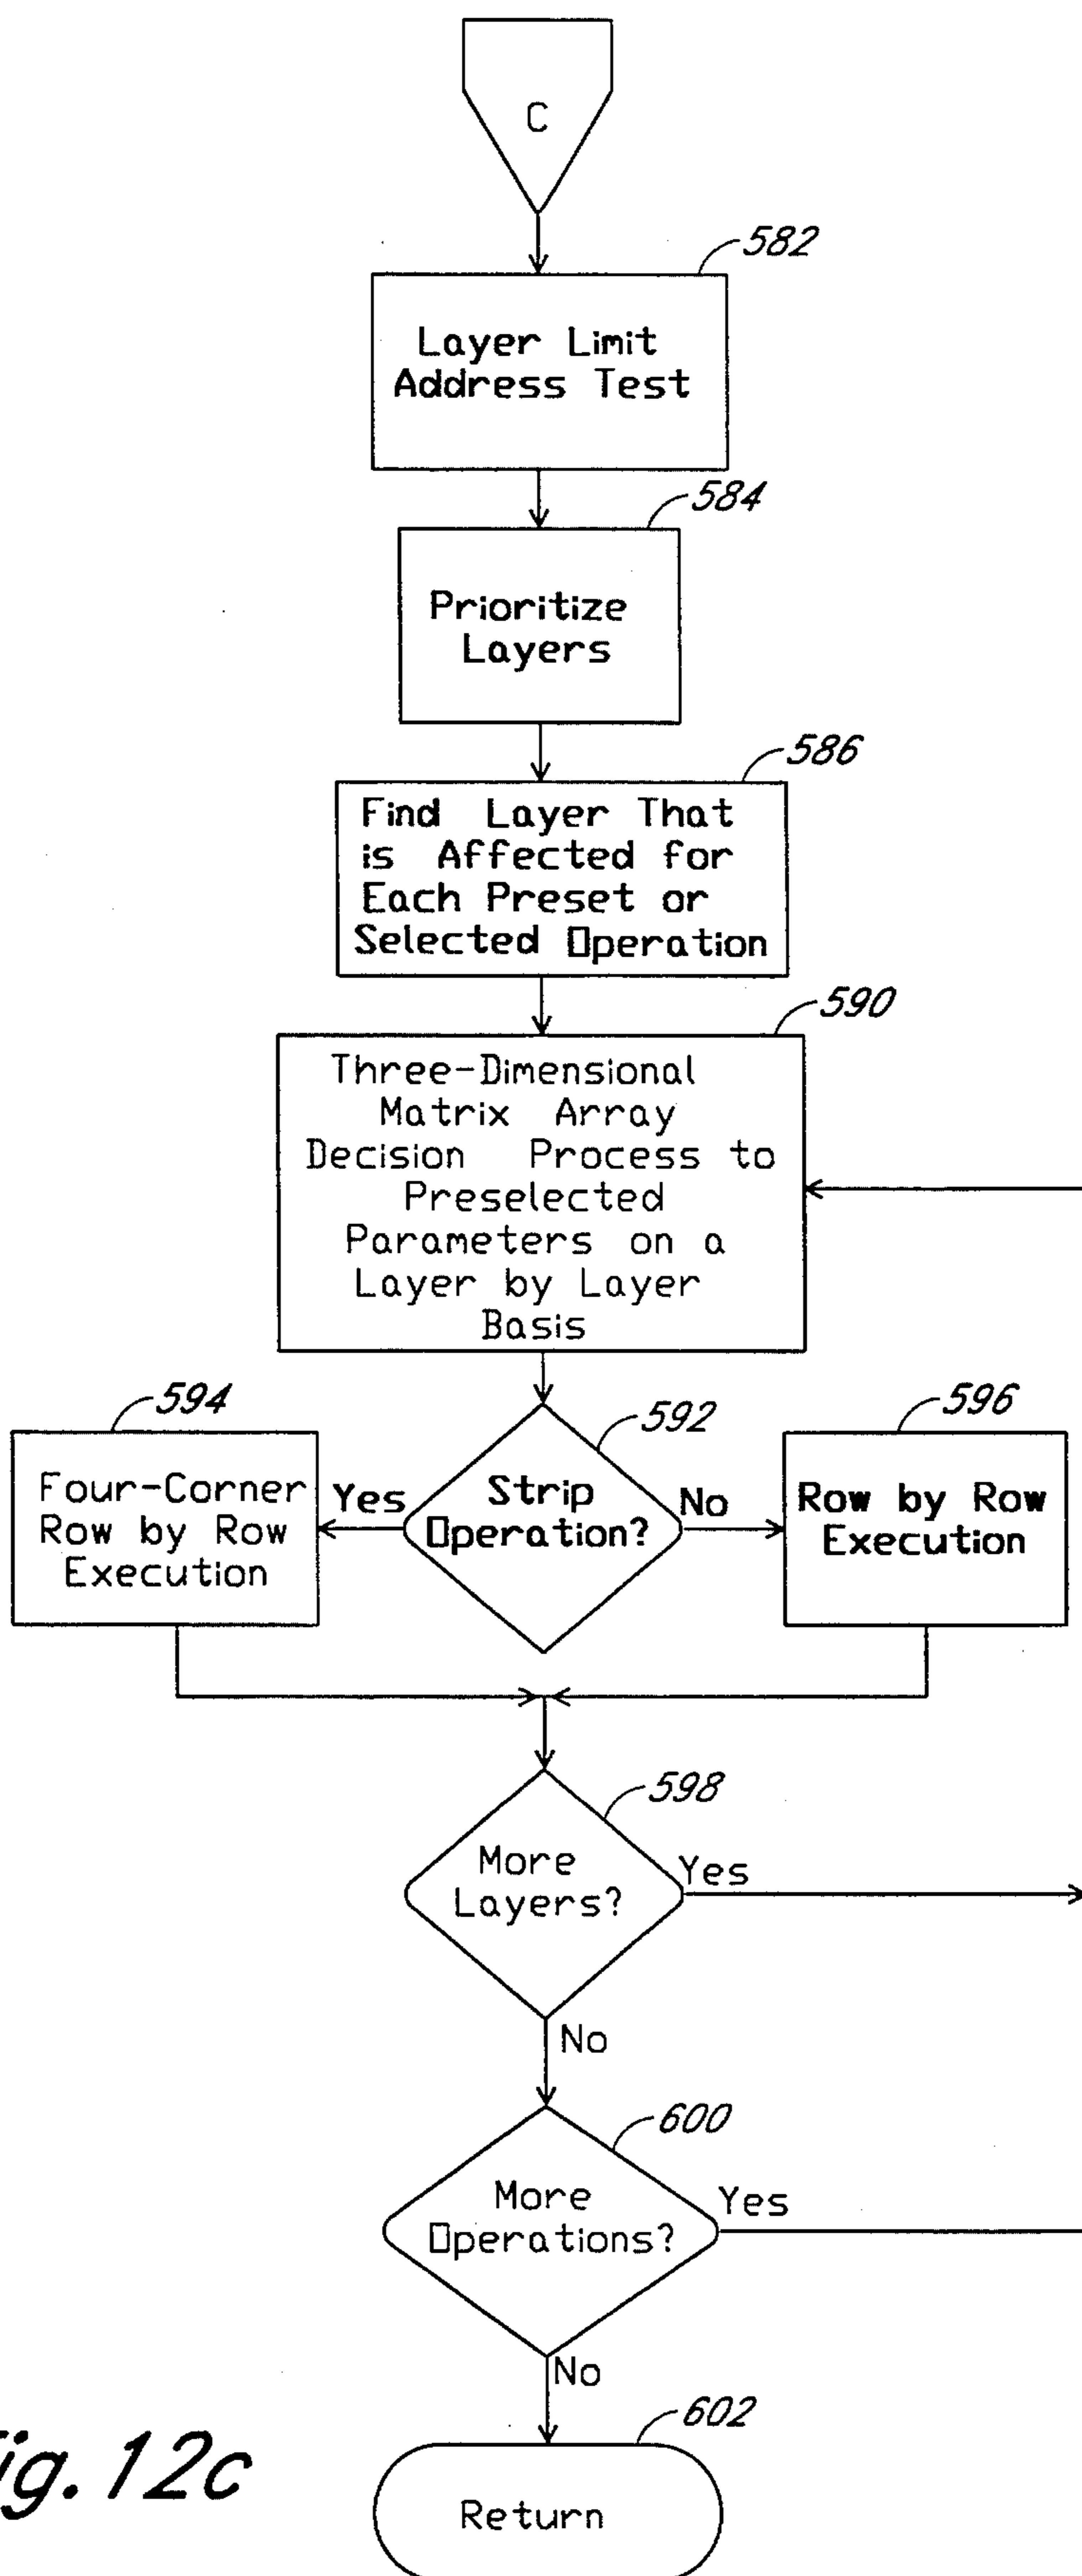 C
582
Layer Limit
Address Test
584
Prioritize
Layers
586
Find Layer That
is Affected for
Each Preset or
Selected Operation
590
Three-Dimensional
Matrix Array
Decision Process to
Preselected
Parameters on a
Layer by Layer
Basis
594
592
596
Four-Corner
Row by Row
Execution
Yes
Strip
Operation?
No
Row by Row
Execution
598
More
Layers?
Yes
No
600
More
Operations?
Yes
No
602
Return
ig. 12c